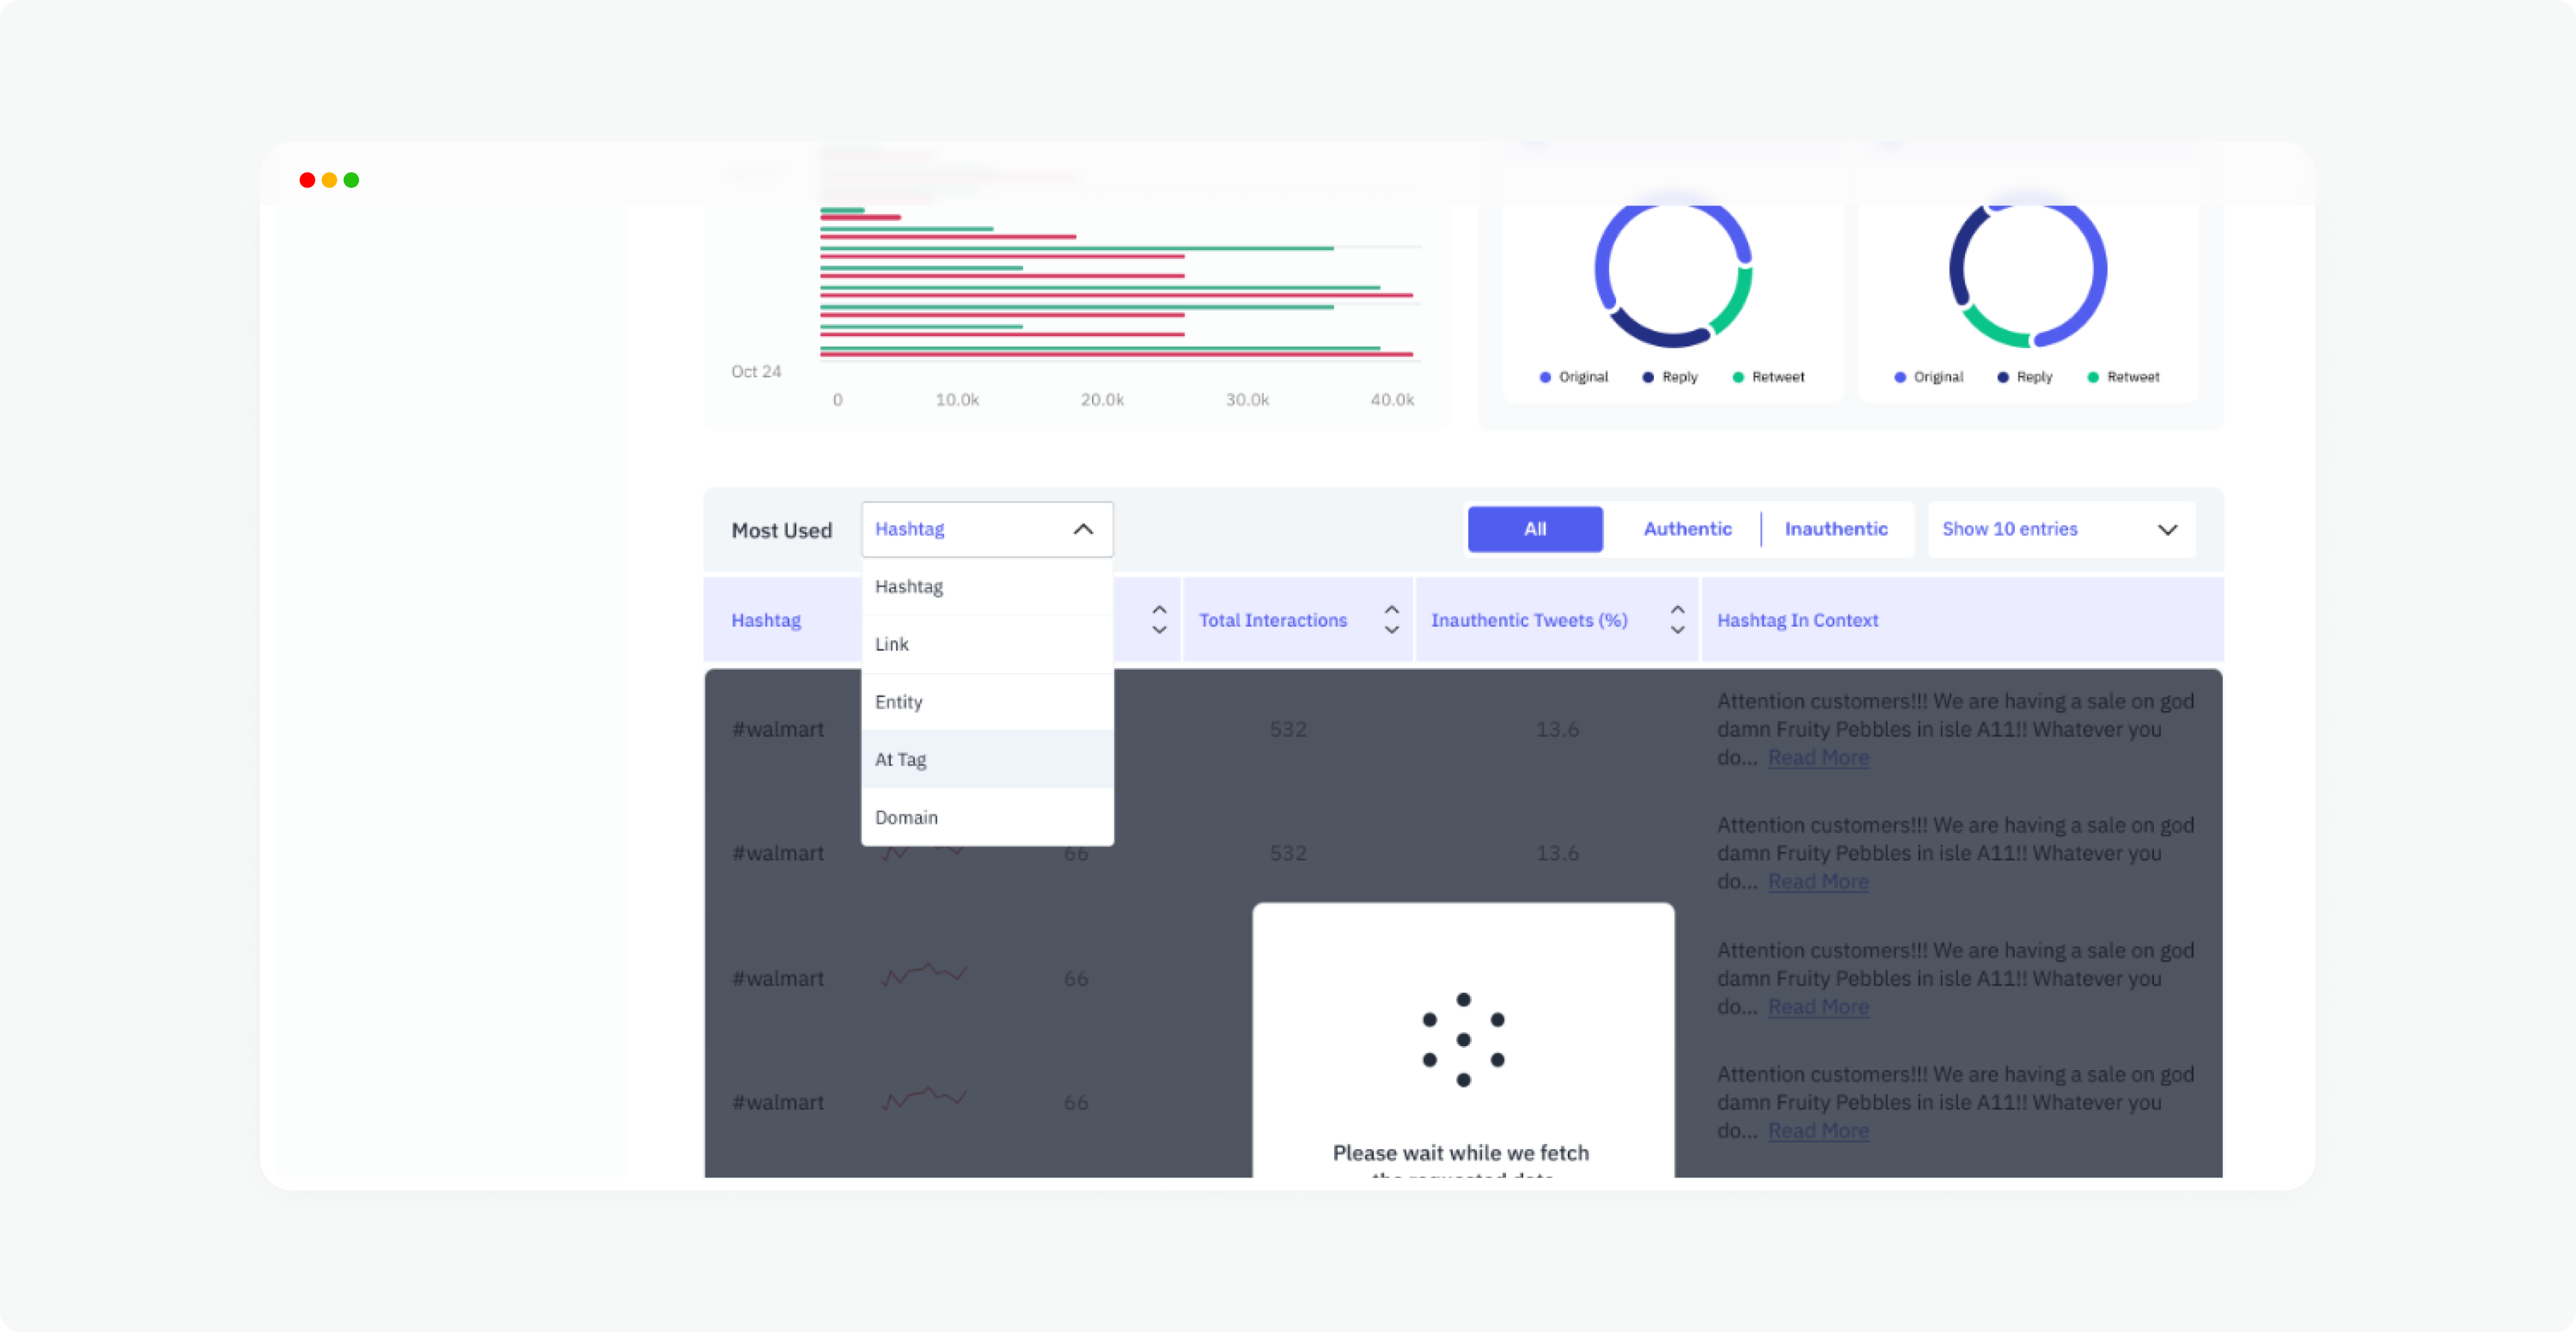 Oct 24
0 10.0k 20.0k 30.0k 40.0k
Original Reply Retweet
Original Reply Retweet
Most Used
Hashtag
All Authentic Inauthentic
Show 10 entries
Hashtag
Link
Entity
At Tag
Domain
Hashtag Total Interactions Inauthentic Tweets (%) Hashtag In Context
#walmart 532 13.6
Attention customers!!! We are having a sale on god
damn Fruity Pebbles in isle A11!! Whatever you
do... Read More
#walmart 66 532 13.6
Attention customers!!! We are having a sale on god
damn Fruity Pebbles in isle A11!! Whatever you
do... Read More
#walmart 66
Attention customers!!! We are having a sale on god
damn Fruity Pebbles in isle A11!! Whatever you
do... Read More
#walmart 66
Attention customers!!! We are having a sale on god
damn Fruity Pebbles in isle A11!! Whatever you
do... Read More
Please wait while we fetch
the requested data